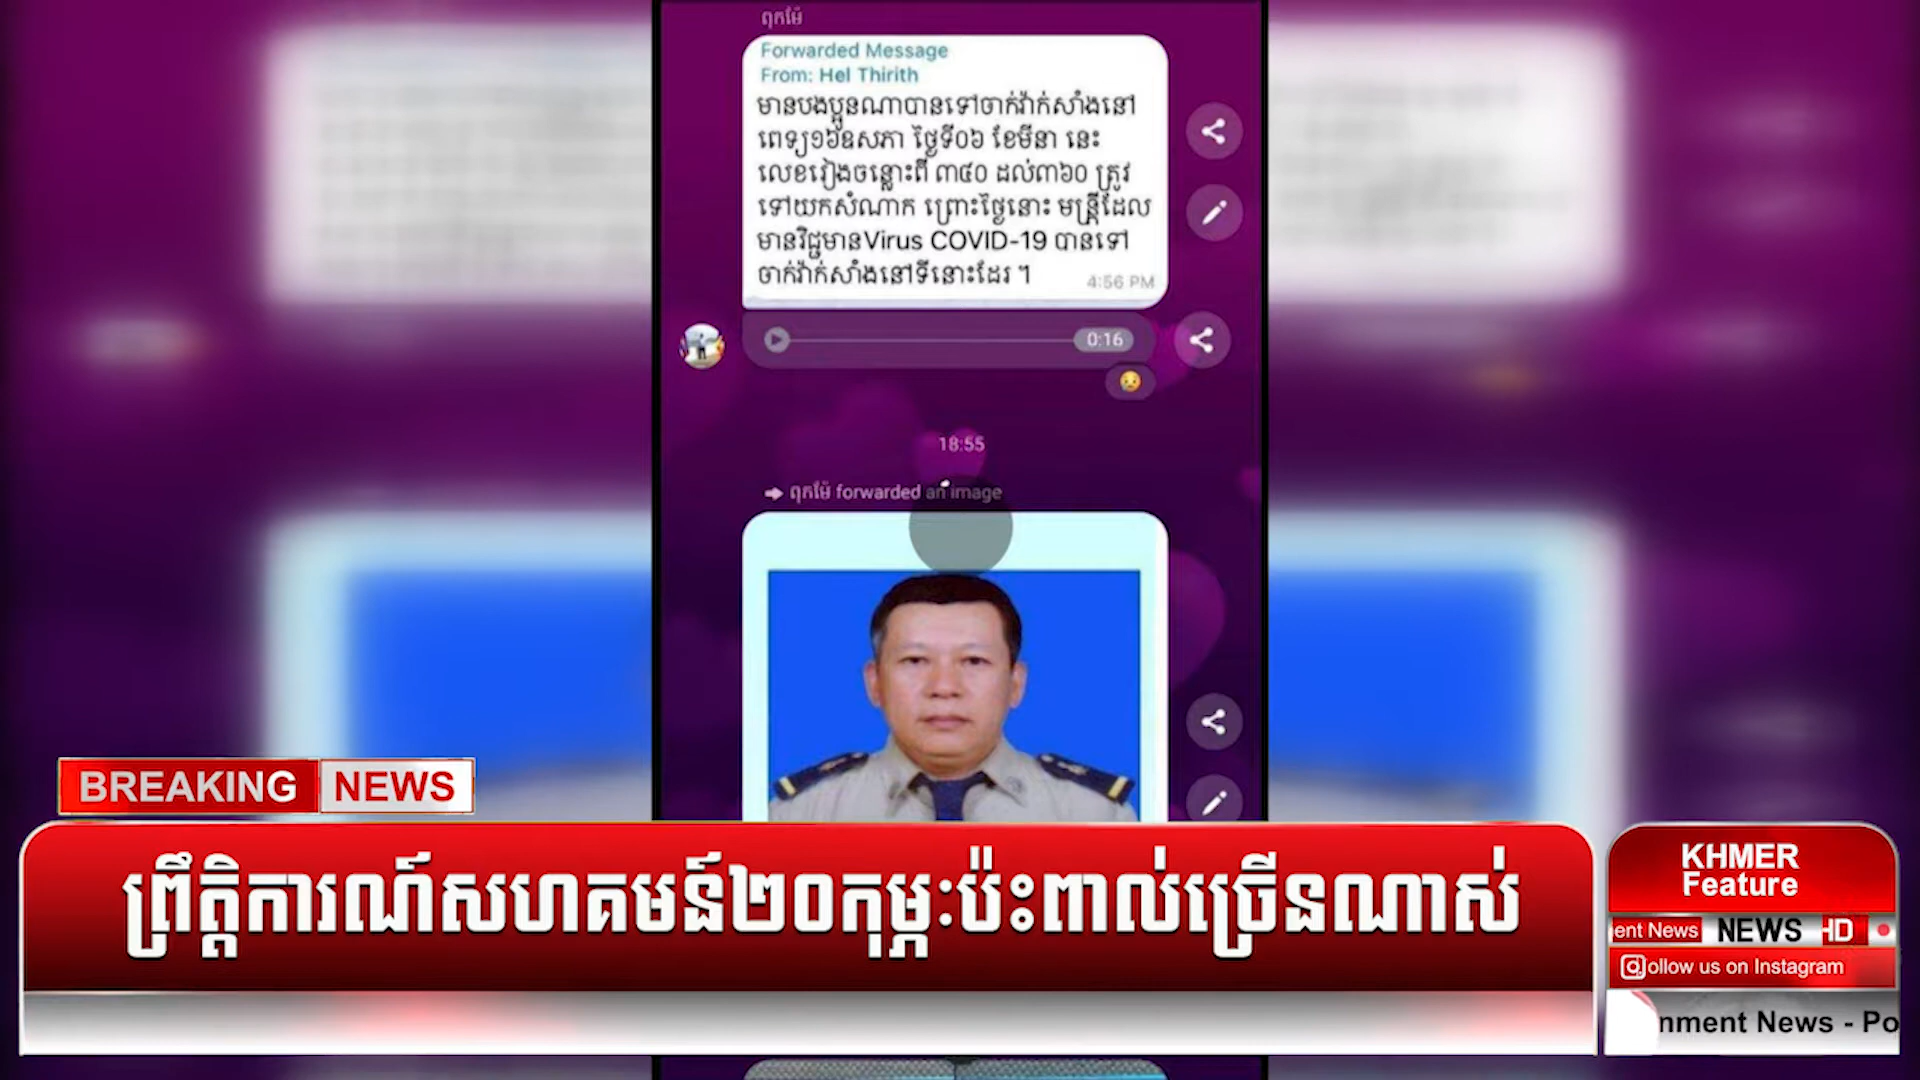 ពុកម៉ែ
Forwarded Message
From: Hel Thirith
មានបងប្អូនណាបានទៅចាក់វ៉ាក់សាំងនៅ
ពេទ្យ១៦ឧសភា ថ្ងៃទី០៦ ខែមីនា នេះ
លេខរៀងចន្លោះពី ៣៤០ ដល់៣៦០ ត្រូវ
ទៅយកសំណាក ព្រោះថ្ងៃនោះ មន្ត្រីដែល
មានវិជ្ជមានVirus COVID-19 បានទៅ
ចាក់វ៉ាក់សាំងនៅទីនោះដែរ ។
4:56 PM
0:16
18:55
ពុកម៉ែ forwarded an image
BREAKING NEWS
ព្រឹត្តិការណ៍សហគមន៍២០កុម្ភៈប៉ះពាល់ច្រើនណាស់
KHMER
Feature
ent News NEWS HD
ollow us on Instagram
nment News - Po